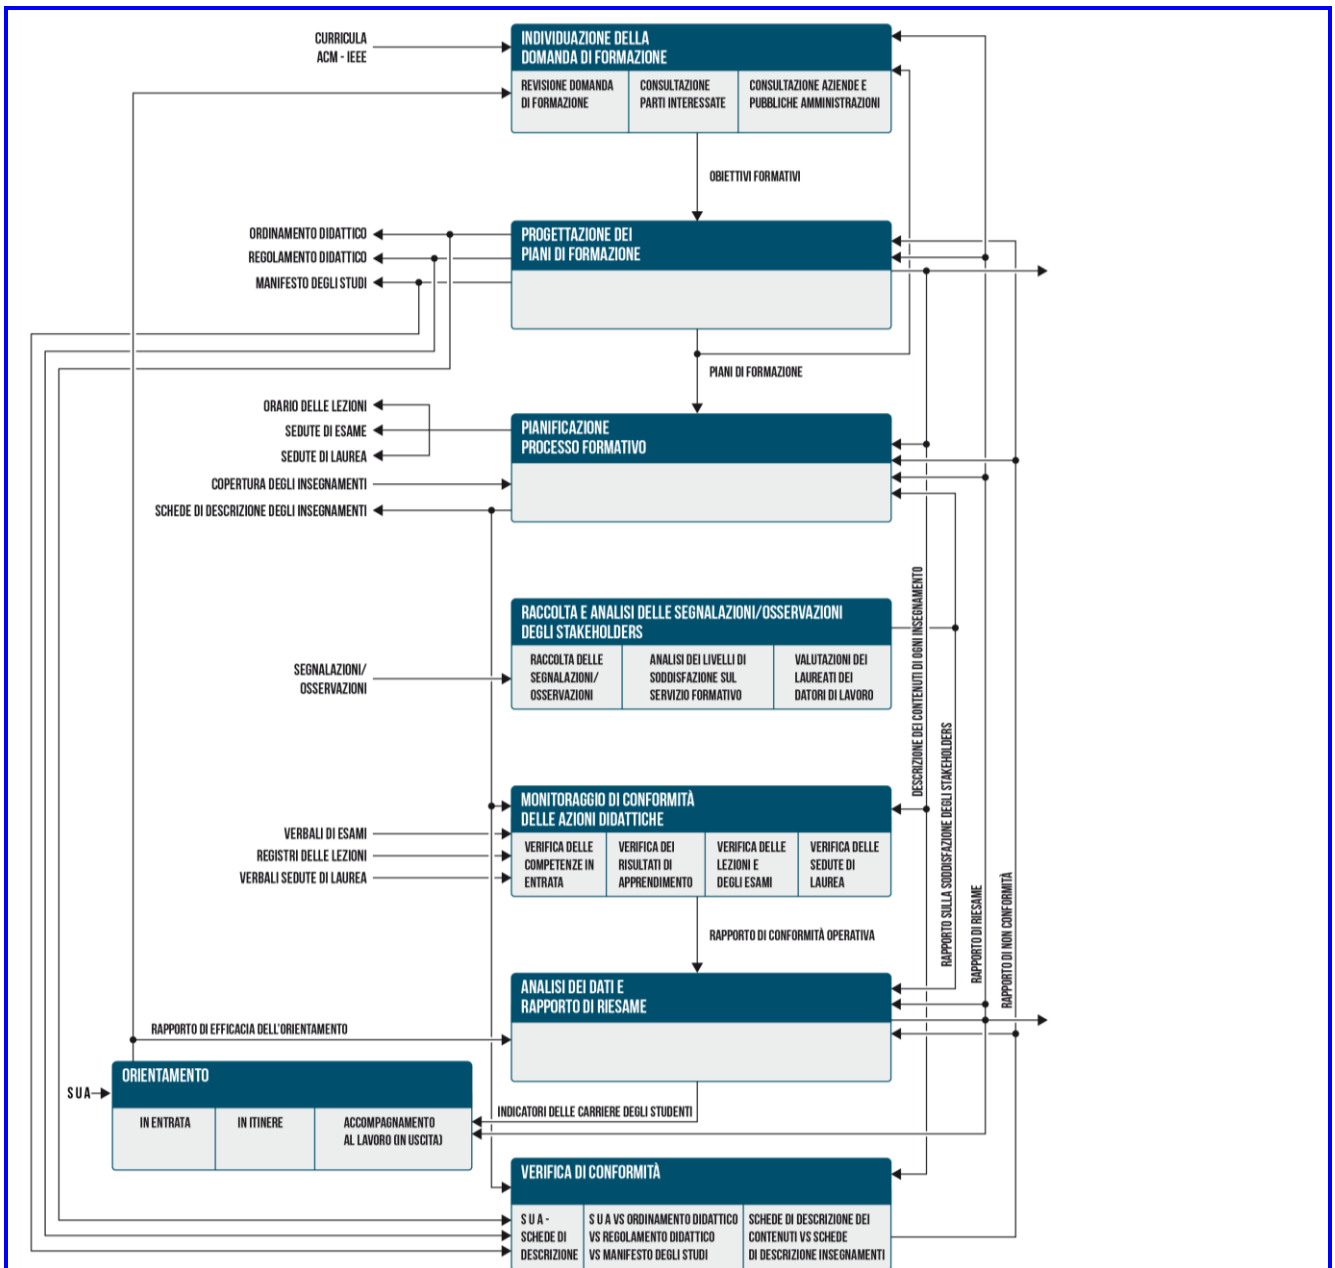 CURRICULA
ACM - IEEE
INDIVIDUAZIONE DELLA
DOMANDA DI FORMAZIONE
REVISIONE DOMANDA
DI FORMAZIONE
CONSULTAZIONE
PARTI INTERESSATE
CONSULTAZIONE AZIENDE E
PUBBLICHE AMMINISTRAZIONI
OBIETTIVI FORMATIVI
ORDINAMENTO DIDATTICO
REGOLAMENTO DIDATTICO
MANIFESTO DEGLI STUDI
PROGETTAZIONE DEI
PIANI DI FORMAZIONE
PIANI DI FORMAZIONE
ORARIO DELLE LEZIONI
SEDUTE DI ESAME
SEDUTE DI LAUREA
COPERTURA DEGLI INSEGNAMENTI
SCHEDE DI DESCRIZIONE DEGLI INSEGNAMENTI
PIANIFICAZIONE
PROCESSO FORMATIVO
SEGNALAZIONI/
OSSERVAZIONI
RACCOLTA E ANALISI DELLE SEGNALAZIONI/OSSERVAZIONI
DEGLI STAKEHOLDERS
RACCOLTA DELLE
SEGNALAZIONI/
OSSERVAZIONI
ANALISI DEI LIVELLI DI
SODDISFAZIONE SUL
SERVIZIO FORMATIVO
VALUTAZIONI DEI
LAUREATI DEI
DATORI DI LAVORO
DESCRIZIONE DEI CONTENUTI DI OGNI INSEGNAMENTO
RAPPORTO SULLA SODDISFAZIONE DEGLI STAKEHOLDERS
RAPPORTO DI RIESAME
RAPPORTO DI NON CONFORMITÀ
VERBALI DI ESAMI
REGISTRI DELLE LEZIONI
VERBALI SEDUTE DI LAUREA
MONITORAGGIO DI CONFORMITÀ
DELLE AZIONI DIDATTICHE
VERIFICA DELLE
COMPETENZE IN
ENTRATA
VERIFICA DEI
RISULTATI DI
APPRENDIMENTO
VERIFICA DELLE
LEZIONI E
DEGLI ESAMI
VERIFICA DELLE
SEDUTE DI
LAUREA
RAPPORTO DI CONFORMITÀ OPERATIVA
ANALISI DEI DATI E
RAPPORTO DI RIESAME
RAPPORTO DI EFFICACIA DELL'ORIENTAMENTO
S U A
ORIENTAMENTO
IN ENTRATA
IN ITINERE
ACCOMPAGNAMENTO
AL LAVORO (IN USCITA)
INDICATORI DELLE CARRIERE DEGLI STUDENTI
VERIFICA DI CONFORMITÀ
S U A -
SCHEDE DI
DESCRIZIONE
S U A VS ORDINAMENTO DIDATTICO
VS REGOLAMENTO DIDATTICO
VS MANIFESTO DEGLI STUDI
SCHEDE DI DESCRIZIONE DEI
CONTENUTI VS SCHEDE
DI DESCRIZIONE INSEGNAMENTI